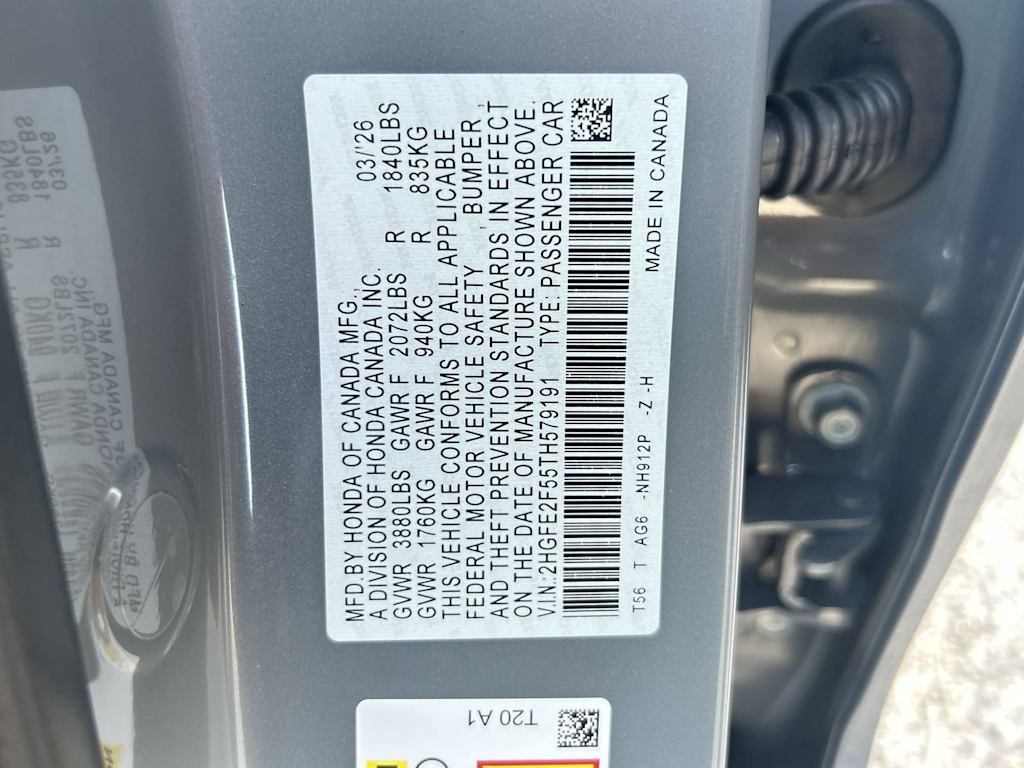 MFD.BY HONDA OF CANADA MFG., 03/'26
A DIVISION OF HONDA CANADA INC.
GVWR 3880LBS GAWR F 2072LBS R 1840LBS
GVWR 1760KG GAWR F 940KG R 835KG
THIS VEHICLE CONFORMS TO ALL APPLICABLE
FEDERAL MOTOR VEHICLE SAFETY, BUMPER,
AND THEFT PREVENTION STANDARDS, IN EFFECT
ON THE DATE OF MANUFACTURE SHOWN ABOVE.
V.I.N.:2HGFE2F55TH579191 TYPE: PASSENGER CAR
T56 T AG6 -NH912P -Z -H MADE IN CANADA
T20 A1